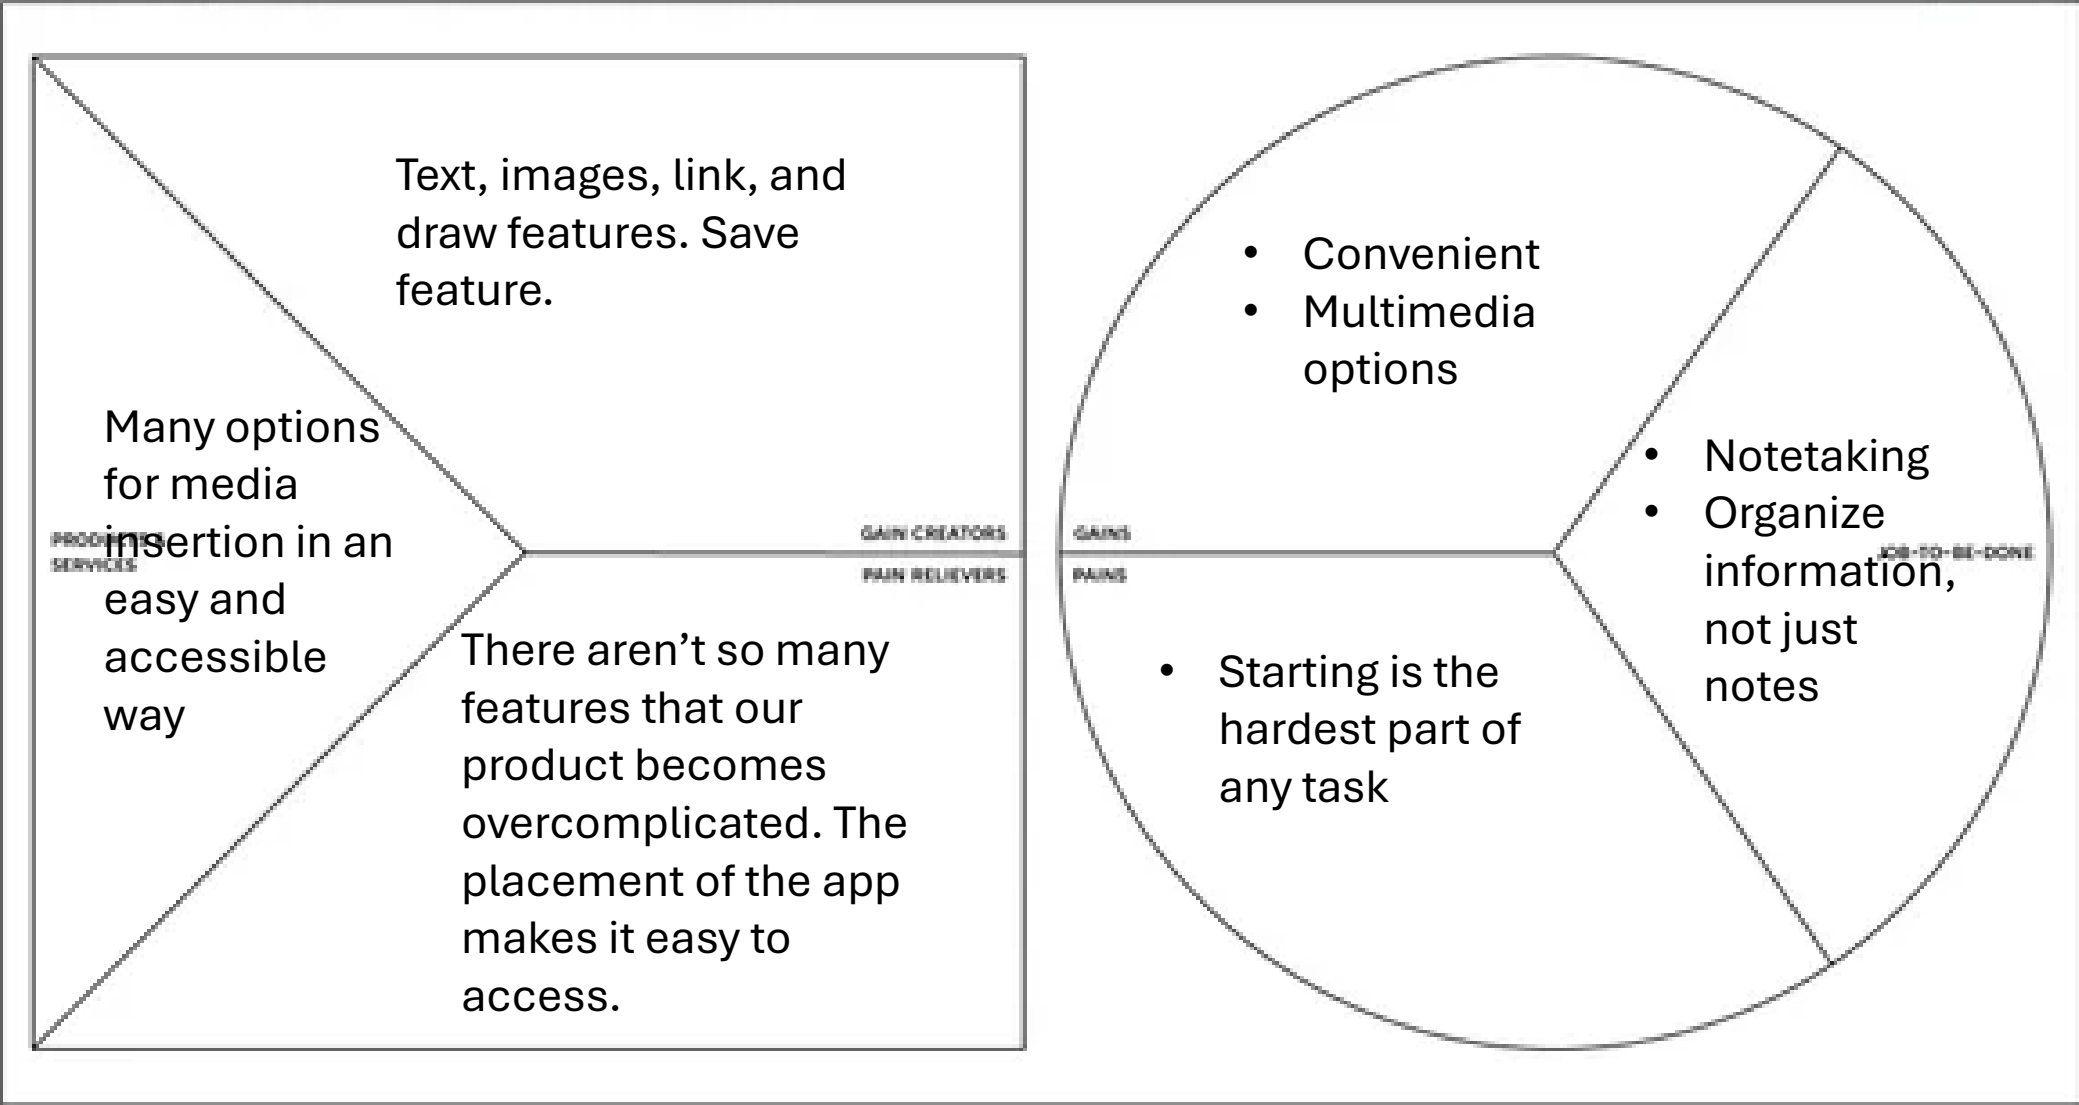 Text, images, link, and
draw features. Save
feature.
Many options
for media
insertion in an
easy and
accessible
way
PRODUCTS &
SERVICES
GAIN CREATORS
PAIN RELIEVERS
There aren’t so many
features that our
product becomes
overcomplicated. The
placement of the app
makes it easy to
access.
• Convenient
• Multimedia
options
GAINS
PAINS
• Starting is the
hardest part of
any task
• Notetaking
• Organize
information,
not just
notes
JOB-TO-BE-DONE